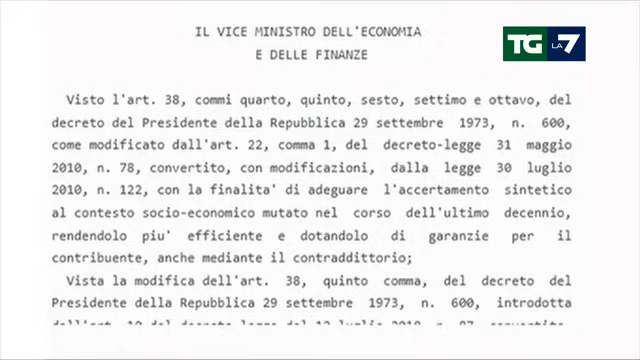 IL VICE MINISTRO DELL'ECONOMIA
E DELLE FINANZE
TG LA7
Visto l'art. 38, commi quarto, quinto, sesto, settimo e ottavo, del
decreto del Presidente della Repubblica 29 settembre 1973, n. 600,
come modificato dall'art. 22, comma 1, del decreto-legge 31 maggio
2010, n. 78, convertito, con modificazioni, dalla legge 30 luglio
2010, n. 122, con la finalita' di adeguare l'accertamento sintetico
al contesto socio-economico mutato nel corso dell'ultimo decennio,
rendendolo piu' efficiente e dotandolo di garanzie per il
contribuente, anche mediante il contraddittorio;
Vista la modifica dell'art. 38, quinto comma, del decreto del
Presidente della Repubblica 29 settembre 1973, n. 600, introdotta